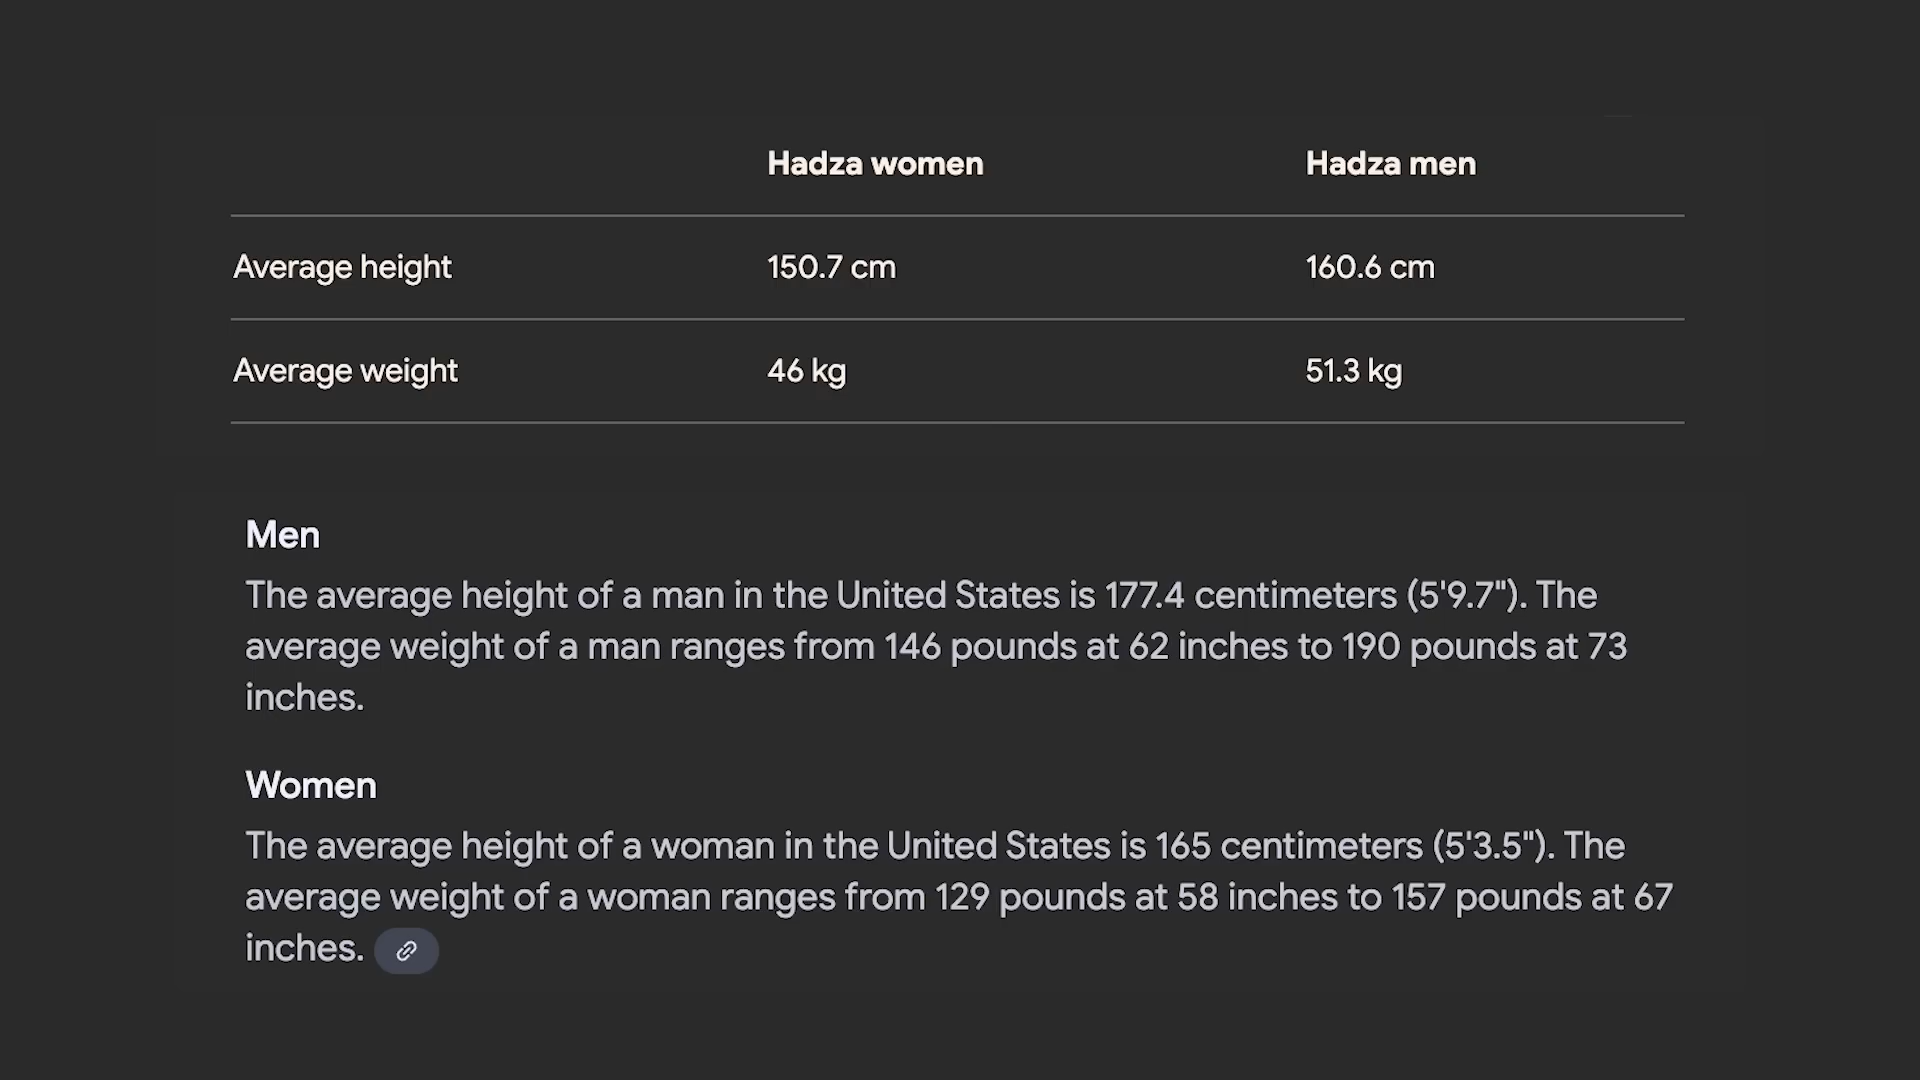 Hadza women Hadza men
Average height 150.7 cm 160.6 cm
Average weight 46 kg 51.3 kg
Men
The average height of a man in the United States is 177.4 centimeters (5'9.7"). The
average weight of a man ranges from 146 pounds at 62 inches to 190 pounds at 73
inches.
Women
The average height of a woman in the United States is 165 centimeters (5'3.5"). The
average weight of a woman ranges from 129 pounds at 58 inches to 157 pounds at 67
inches.